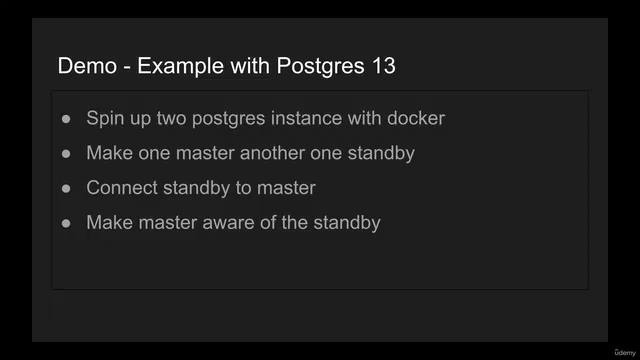 Demo - Example with Postgres 13
● Spin up two postgres instance with docker
● Make one master another one standby
● Connect standby to master
● Make master aware of the standby
ûdemy